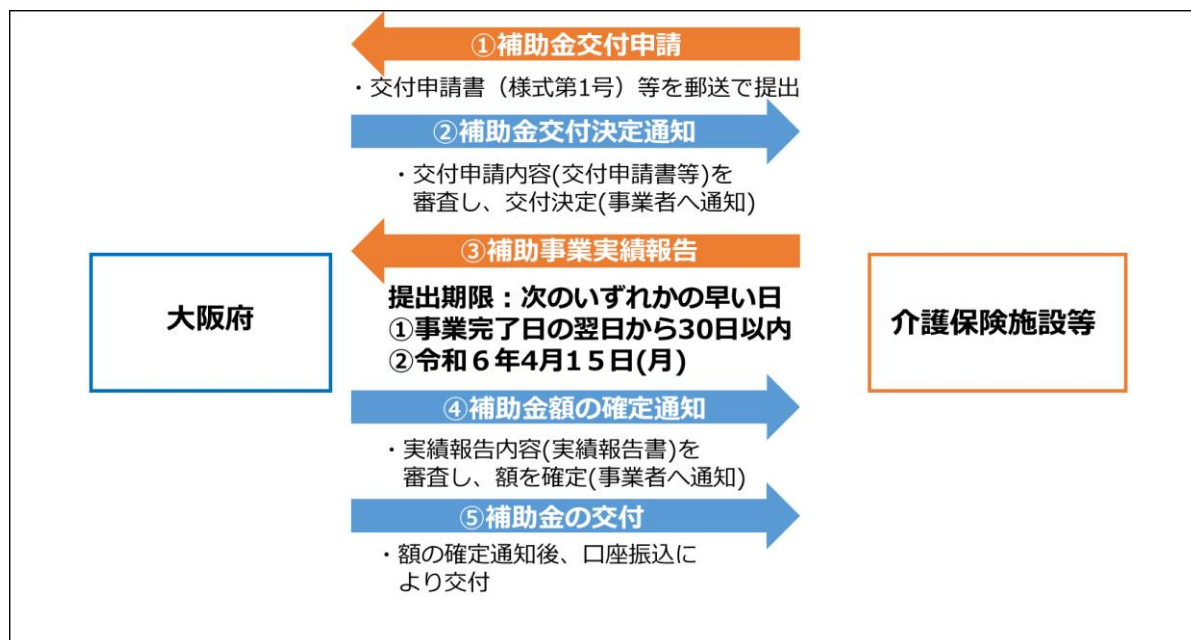 ①補助金交付申請
・交付申請書（様式第1号）等を郵送で提出
②補助金交付決定通知
・交付申請内容(交付申請書等)を
審査し、交付決定(事業者へ通知)
③補助事業実績報告
提出期限：次のいずれかの早い日
①事業完了日の翌日から30日以内
②令和６年4月1５日(月)
大阪府
介護保険施設等
④補助金額の確定通知
・実績報告内容(実績報告書)を
審査し、額を確定(事業者へ通知)
⑤補助金の交付
・額の確定通知後、口座振込に
より交付